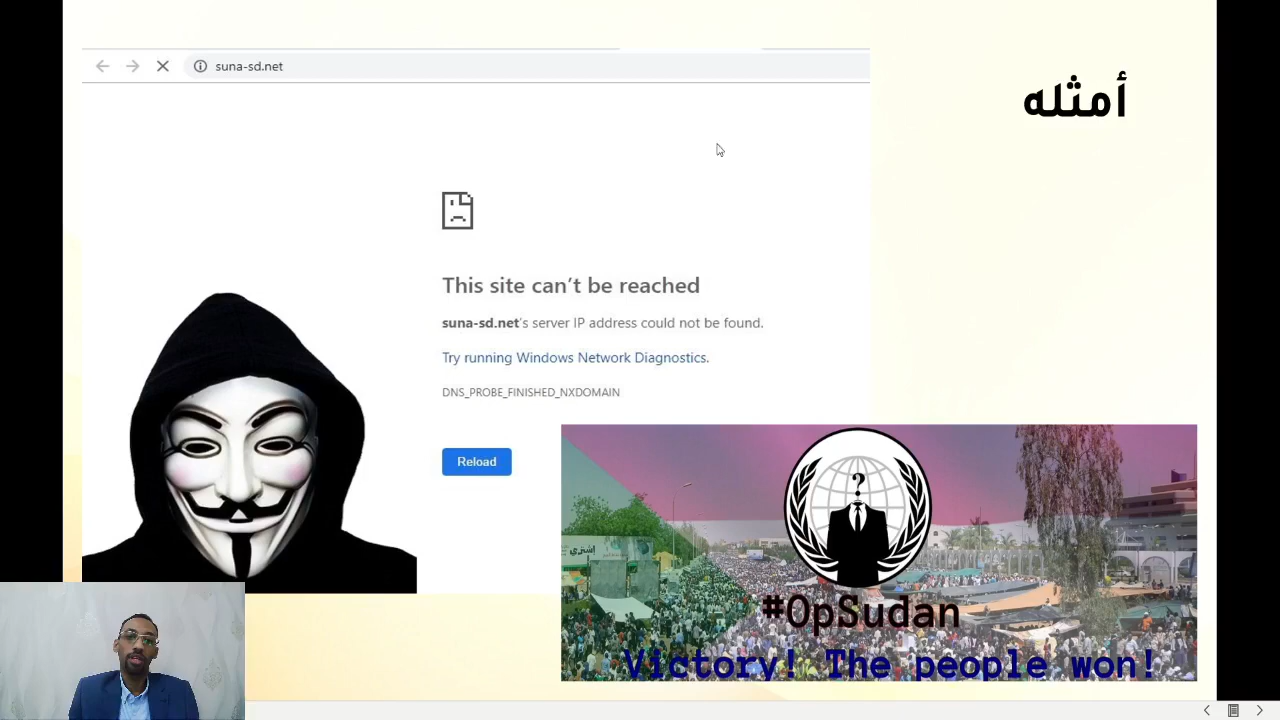 أمثله
suna-sd.net
This site can't be reached
suna-sd.net's server IP address could not be found.
Try running Windows Network Diagnostics.
DNS_PROBE_FINISHED_NXDOMAIN
Reload
?
إشتري
#OpSudan
Victory! The people won!